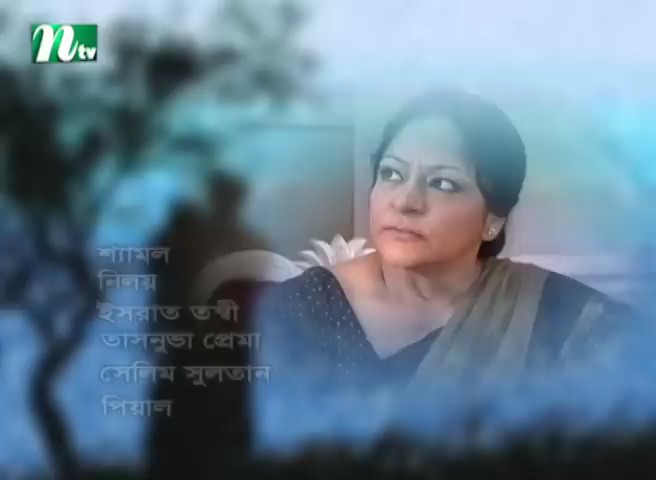 ntv
শ্যামল
নিলয়
ইসরাত তন্বী
তাসনুভা প্রেমা
সেলিম সুলতান
পিয়াল